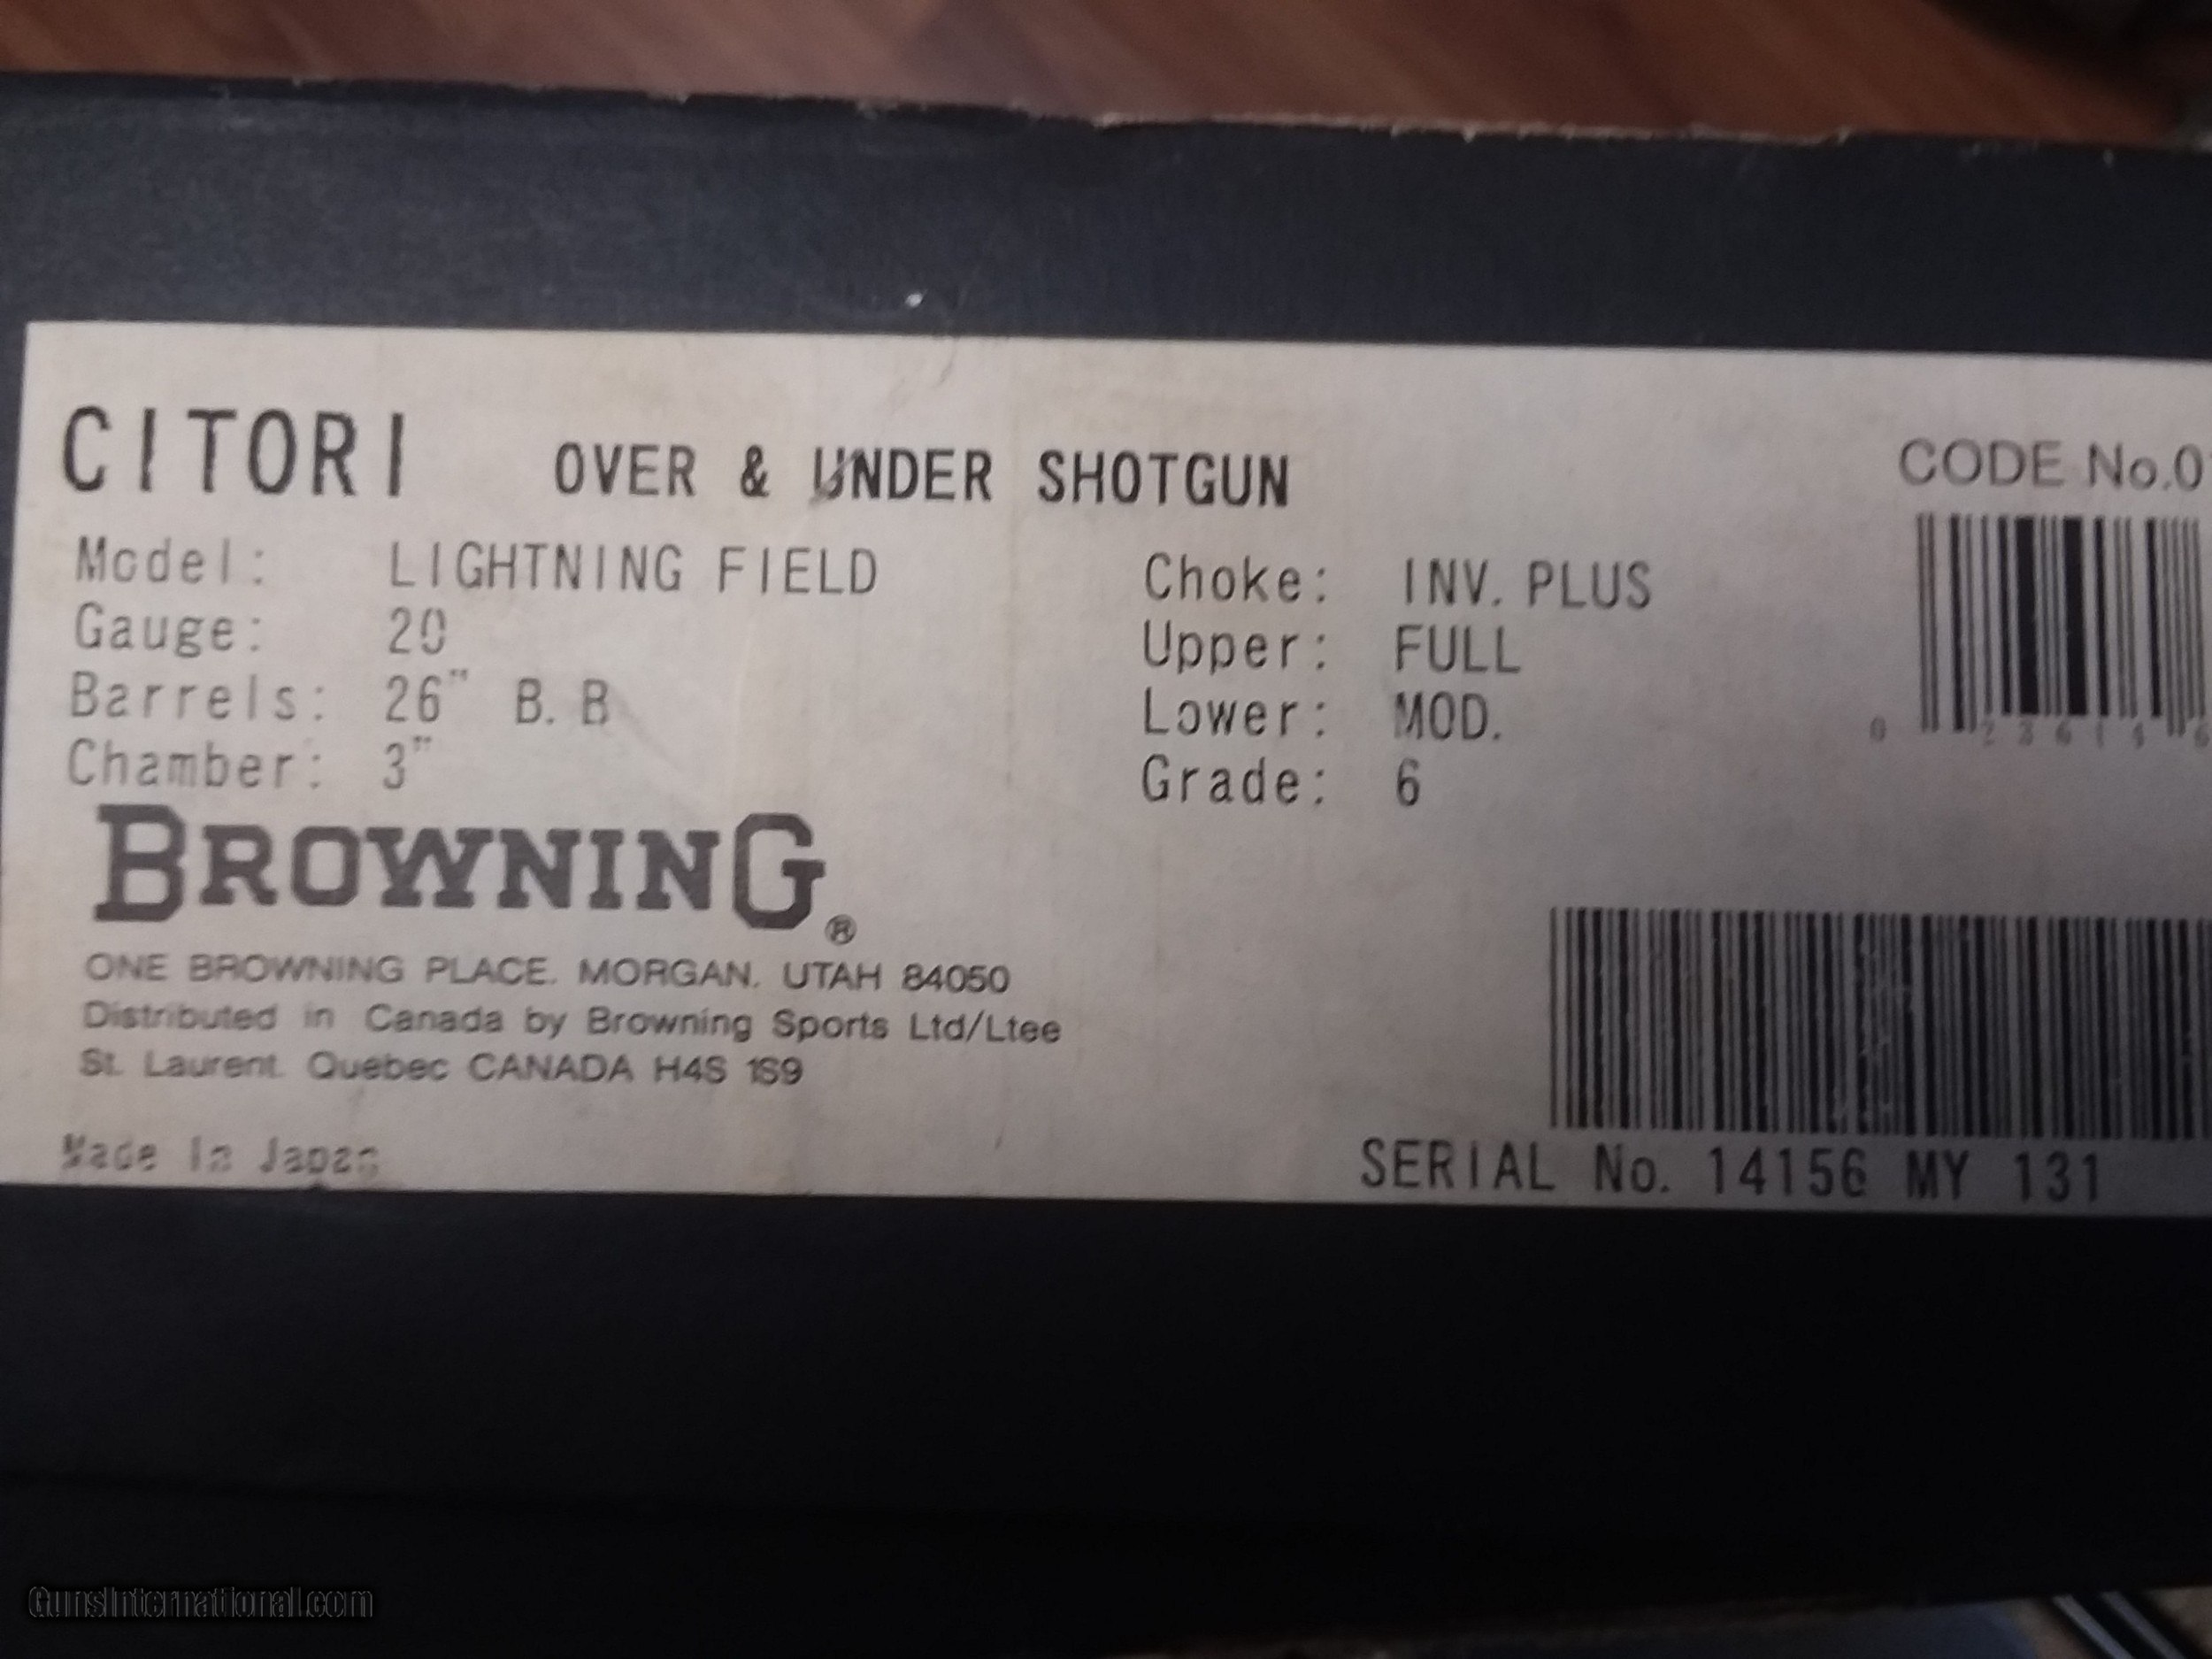 CITORI OVER & UNDER SHOTGUN
CODE No.0
Model: LIGHTNING FIELD
Choke: INV. PLUS
Gauge: 20
Upper: FULL
Barrels: 26" B. B
Lower: MOD.
Chamber: 3"
Grade: 6
BROWNING®
ONE BROWNING PLACE. MORGAN. UTAH 84050
Distributed in Canada by Browning Sports Ltd/Ltee
St. Laurent Quebec CANADA H4S 1S9
Made In Japan
SERIAL No. 14156 MY 131
GunsInternational.com